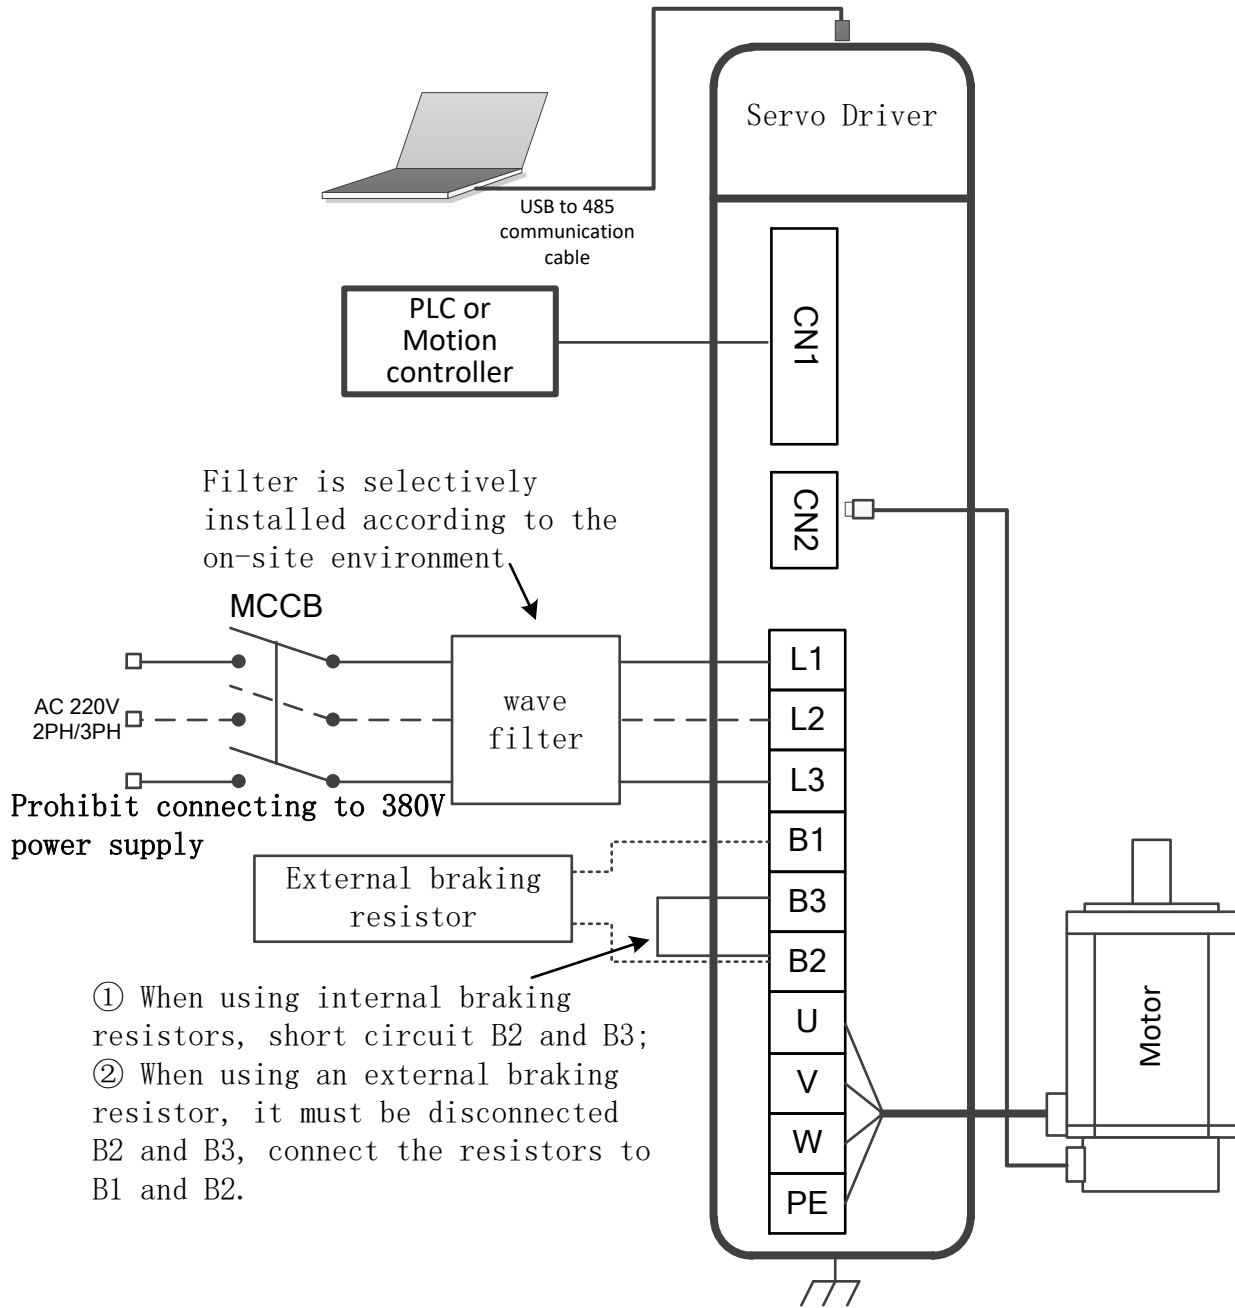 Servo Driver
USB to 485
communication
cable
PLC or
Motion
controller
CN1
CN2
Filter is selectively
installed according to the
on-site environment
MCCB
AC 220V
2PH/3PH
wave
filter
L1
L2
L3
Prohibit connecting to 380V
power supply
External braking
resistor
B1
B3
B2
U
V
W
PE
① When using internal braking
resistors, short circuit B2 and B3;
② When using an external braking
resistor, it must be disconnected
B2 and B3, connect the resistors to
B1 and B2.
Motor